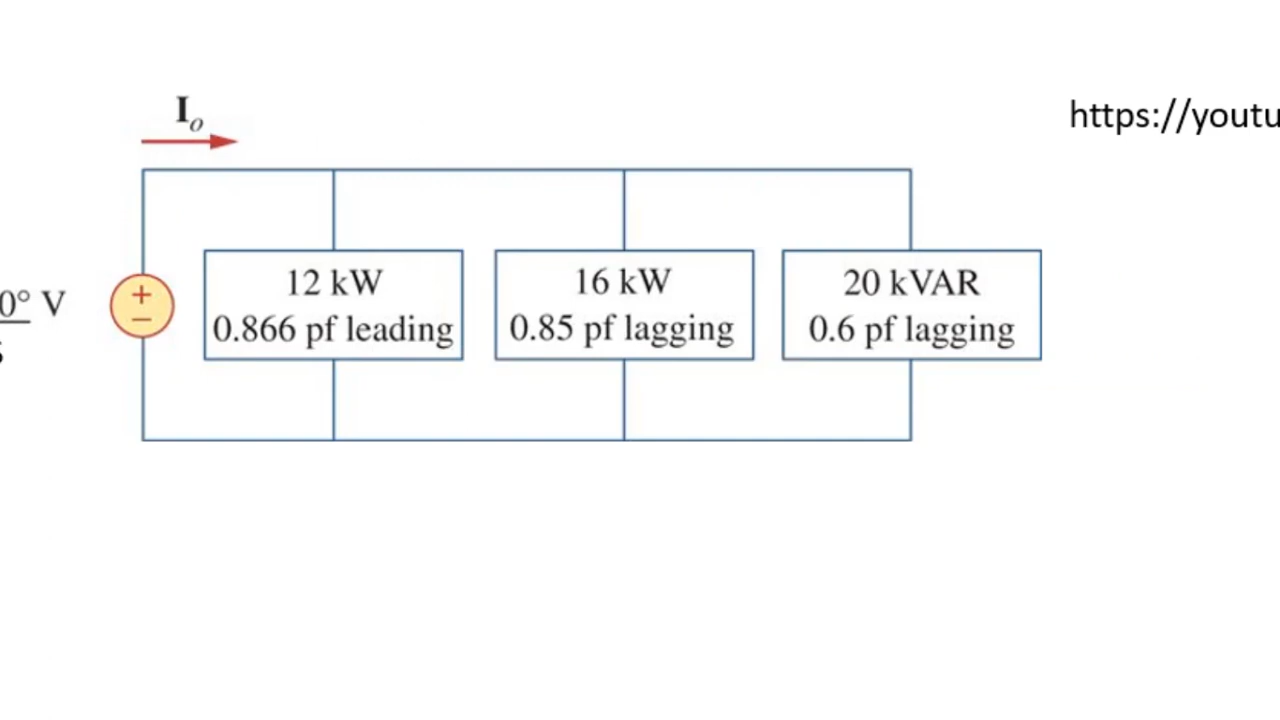 I_o
https://youtu
0° V
+
−
12 kW
0.866 pf leading
16 kW
0.85 pf lagging
20 kVAR
0.6 pf lagging